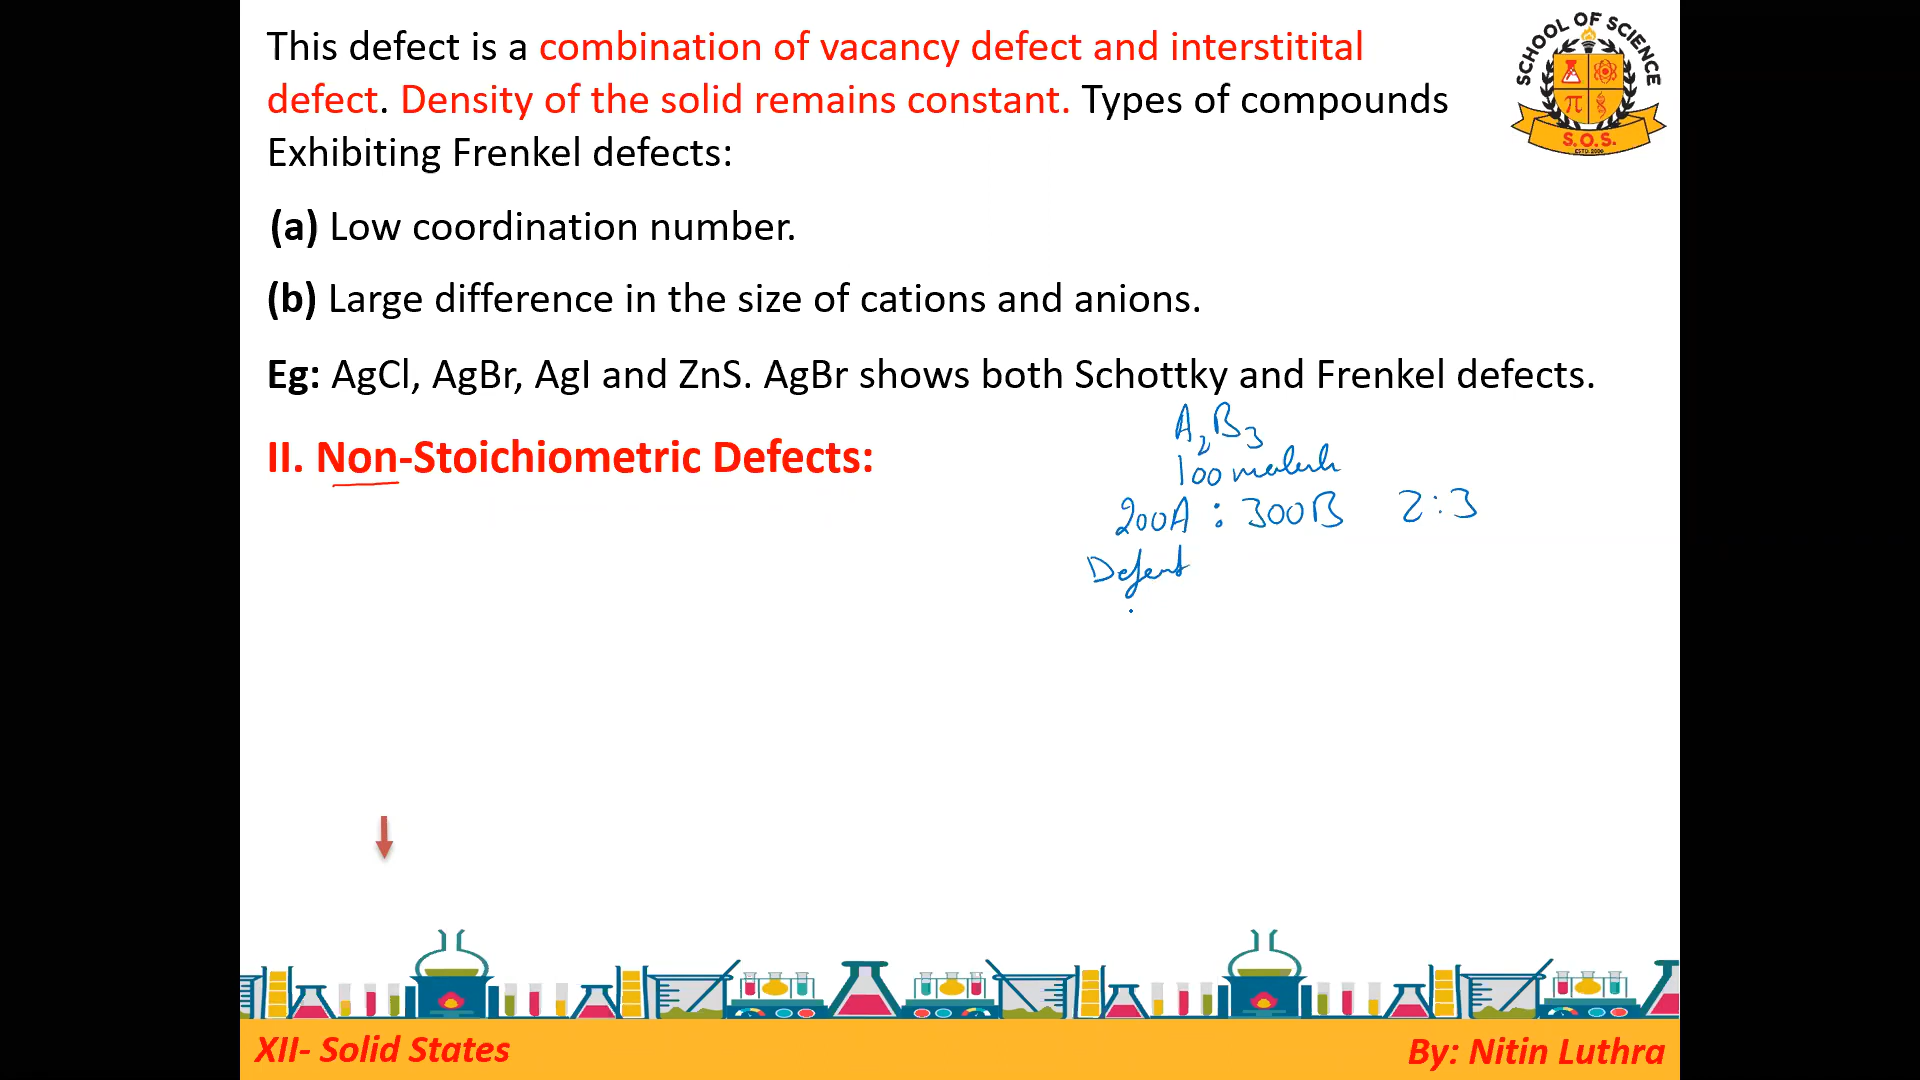 This defect is a combination of vacancy defect and interstitital
defect. Density of the solid remains constant. Types of compounds
Exhibiting Frenkel defects:
(a) Low coordination number.
(b) Large difference in the size of cations and anions.
Eg: AgCl, AgBr, AgI and ZnS. AgBr shows both Schottky and Frenkel defects.
II. Non-Stoichiometric Defects:
A2B3
100
200A : 300B 2:3
SCHOOL OF SCIENCE
π
S.O.S.
ESTD. 2006
XII- Solid States
By: Nitin Luthra